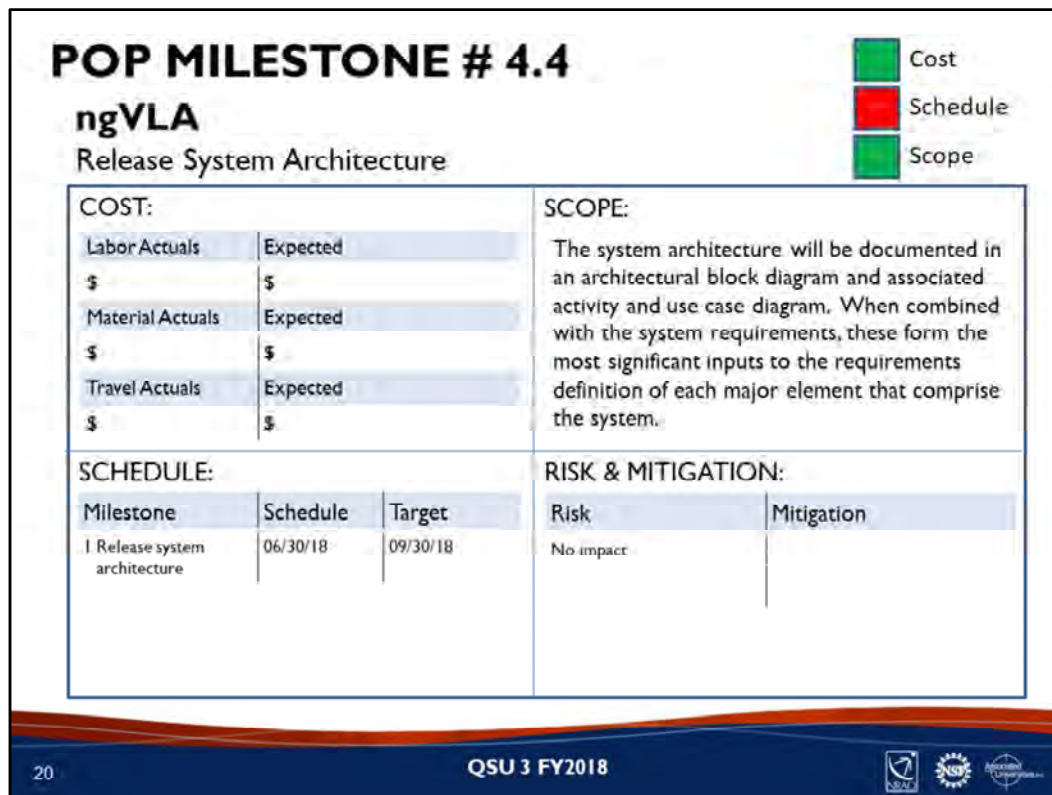 POP MILESTONE # 4.4
ngVLA
Release System Architecture
Cost
Schedule
Scope
COST:
Labor Actuals Expected
$ $
Material Actuals Expected
$ $
Travel Actuals Expected
$ $
SCOPE:
The system architecture will be documented in
an architectural block diagram and associated
activity and use case diagram. When combined
with the system requirements, these form the
most significant inputs to the requirements
definition of each major element that comprise
the system.
SCHEDULE:
Milestone Schedule Target
1 Release system 06/30/18 09/30/18
architecture
RISK & MITIGATION:
Risk Mitigation
No impact
20
QSU 3 FY2018
NRAO
NSF
Associated
Universities